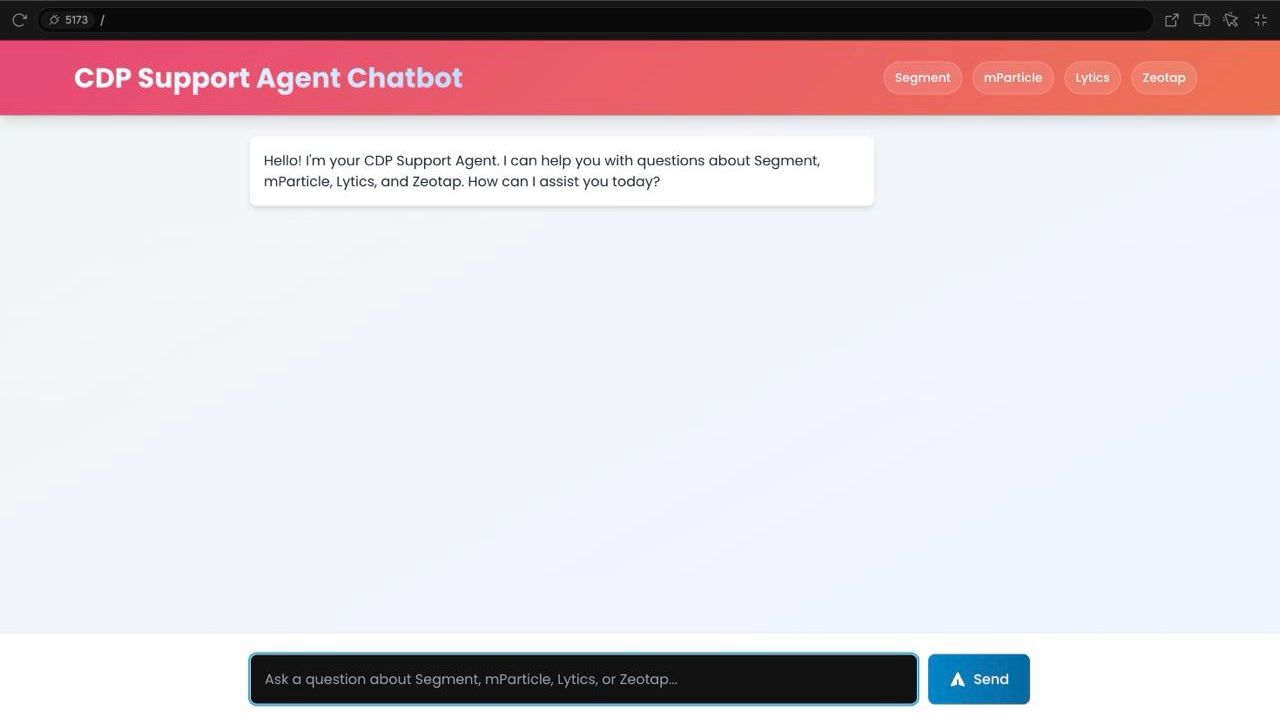 5173 /
CDP Support Agent Chatbot
Segment
mParticle
Lytics
Zeotap
Hello! I'm your CDP Support Agent. I can help you with questions about Segment,
mParticle, Lytics, and Zeotap. How can I assist you today?
Ask a question about Segment, mParticle, Lytics, or Zeotap...
Send